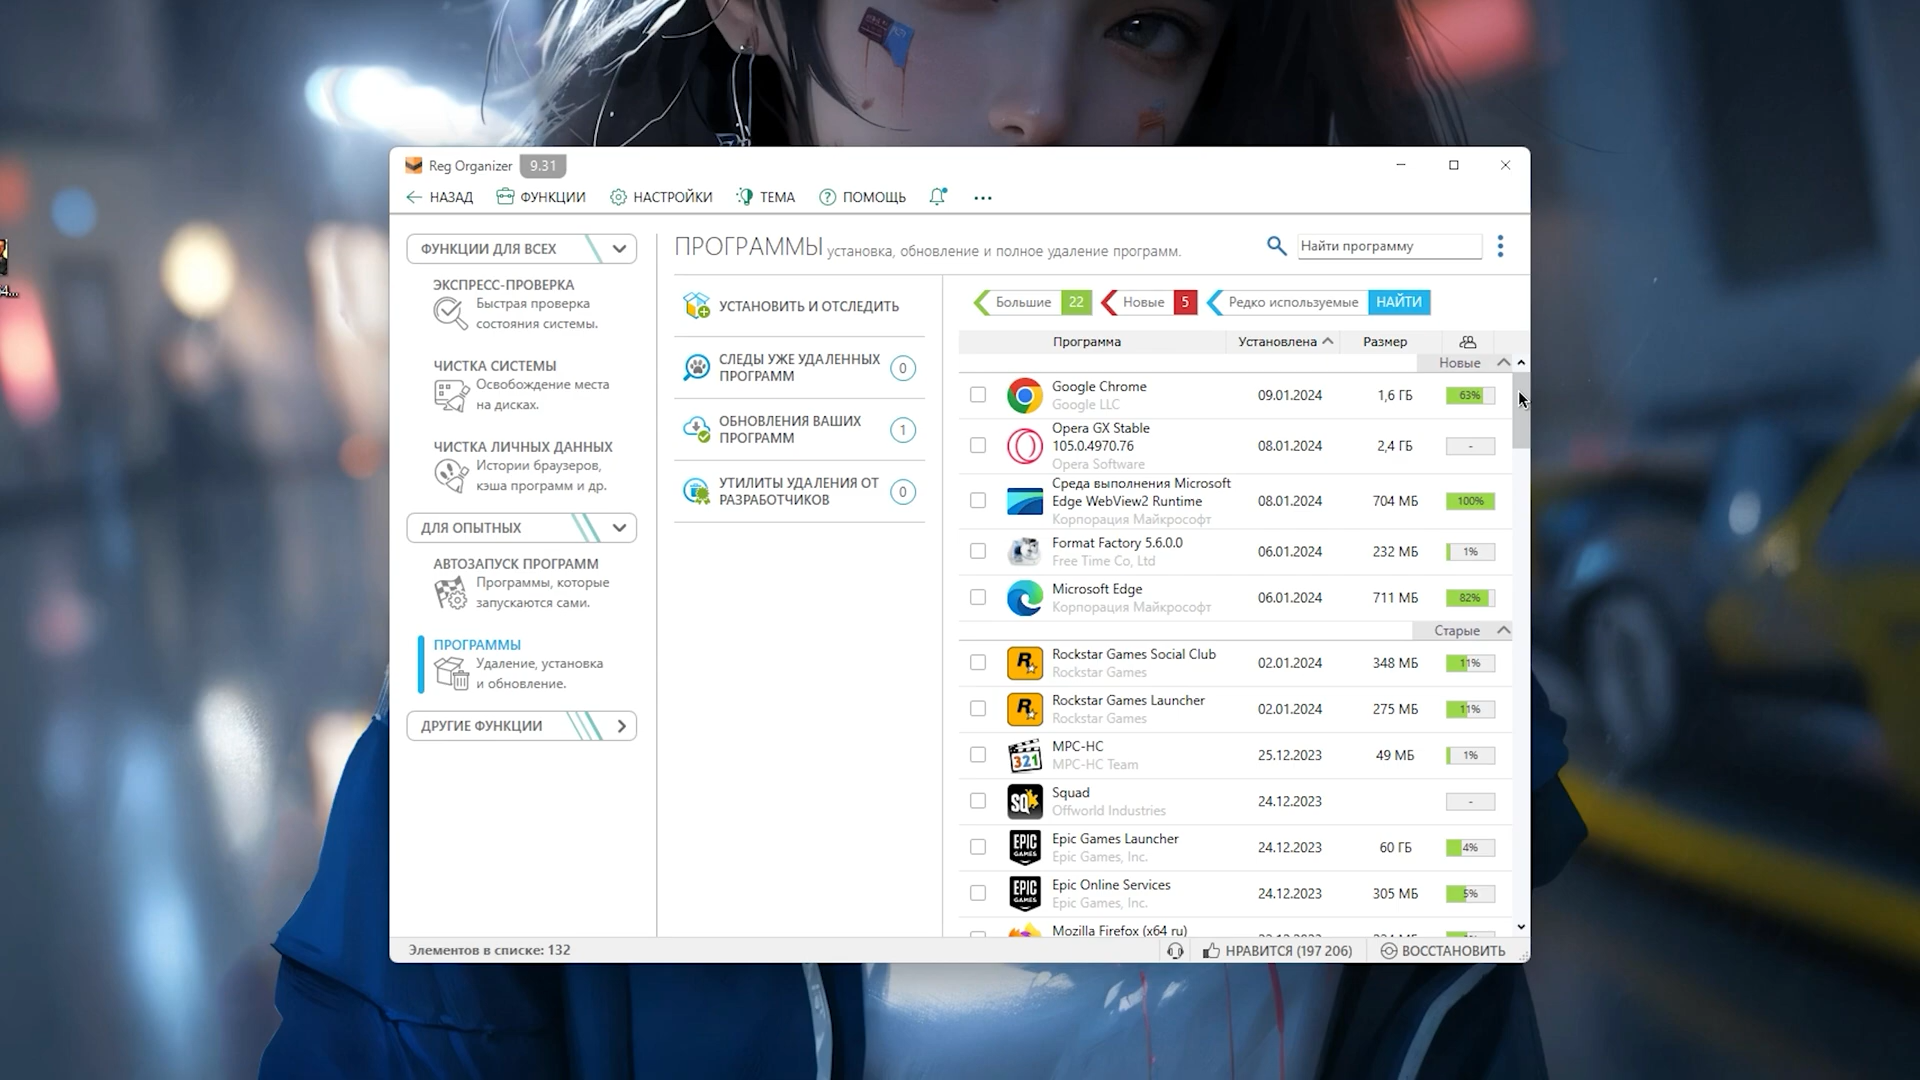 Reg Organizer 9.31
НАЗАД ФУНКЦИИ НАСТРОЙКИ ТЕМА ПОМОЩЬ
ФУНКЦИИ ДЛЯ ВСЕХ
ЭКСПРЕСС-ПРОВЕРКА
Быстрая проверка
состояния системы.
ЧИСТКА СИСТЕМЫ
Освобождение места
на дисках.
ЧИСТКА ЛИЧНЫХ ДАННЫХ
Истории браузеров,
кэша программ и др.
ДЛЯ ОПЫТНЫХ
АВТОЗАПУСК ПРОГРАММ
Программы, которые
запускаются сами.
ПРОГРАММЫ
Удаление, установка
и обновление.
ДРУГИЕ ФУНКЦИИ
ПРОГРАММЫ установка, обновление и полное удаление программ.
Найти программу
УСТАНОВИТЬ И ОТСЛЕДИТЬ
СЛЕДЫ УЖЕ УДАЛЕННЫХ
ПРОГРАММ 0
ОБНОВЛЕНИЯ ВАШИХ
ПРОГРАММ 1
УТИЛИТЫ УДАЛЕНИЯ ОТ
РАЗРАБОТЧИКОВ 0
Большие 22 Новые 5 Редко используемые НАЙТИ
Программа Установлена Размер
Новые
Google Chrome
Google LLC
09.01.2024 1,6 ГБ 63%
Opera GX Stable
105.0.4970.76
Opera Software
08.01.2024 2,4 ГБ -
Среда выполнения Microsoft
Edge WebView2 Runtime
Корпорация Майкрософт
08.01.2024 704 МБ 100%
Format Factory 5.6.0.0
Free Time Co, Ltd
06.01.2024 232 МБ 1%
Microsoft Edge
Корпорация Майкрософт
06.01.2024 711 МБ 82%
Старые
Rockstar Games Social Club
Rockstar Games
02.01.2024 348 МБ 11%
Rockstar Games Launcher
Rockstar Games
02.01.2024 275 МБ 11%
321
MPC-HC
MPC-HC Team
25.12.2023 49 МБ 1%
Squad
Offworld Industries
24.12.2023 -
EPIC
GAMES
Epic Games Launcher
Epic Games, Inc.
24.12.2023 60 ГБ 4%
EPIC
GAMES
Epic Online Services
Epic Games, Inc.
24.12.2023 305 МБ 5%
Mozilla Firefox (x64 ru)
Элементов в списке: 132
НРАВИТСЯ (197 206) ВОССТАНОВИТЬ